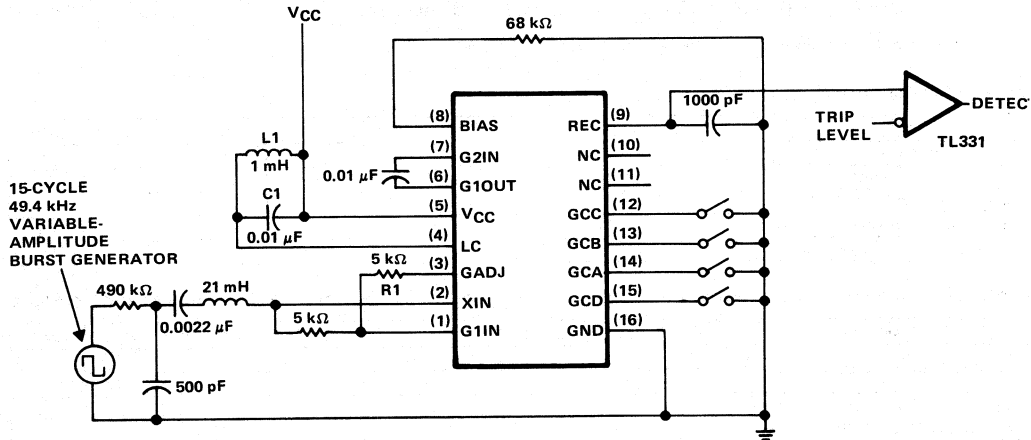 VCC
68 kΩ
(8) BIAS
(7) G2IN
(6) G1OUT
(5) VCC
(4) LC
(3) GADJ
(2) XIN
(1) G1IN
REC (9)
NC (10)
NC (11)
GCC (12)
GCB (13)
GCA (14)
GCD (15)
GND (16)
1000 pF
TRIP
LEVEL
DETEC
TL331
L1
1 mH
C1
0.01 μF
0.01 μF
5 kΩ
R1
5 kΩ
15-CYCLE
49.4 kHz
VARIABLE-
AMPLITUDE
BURST GENERATOR
490 kΩ
0.0022 μF
21 mH
500 pF